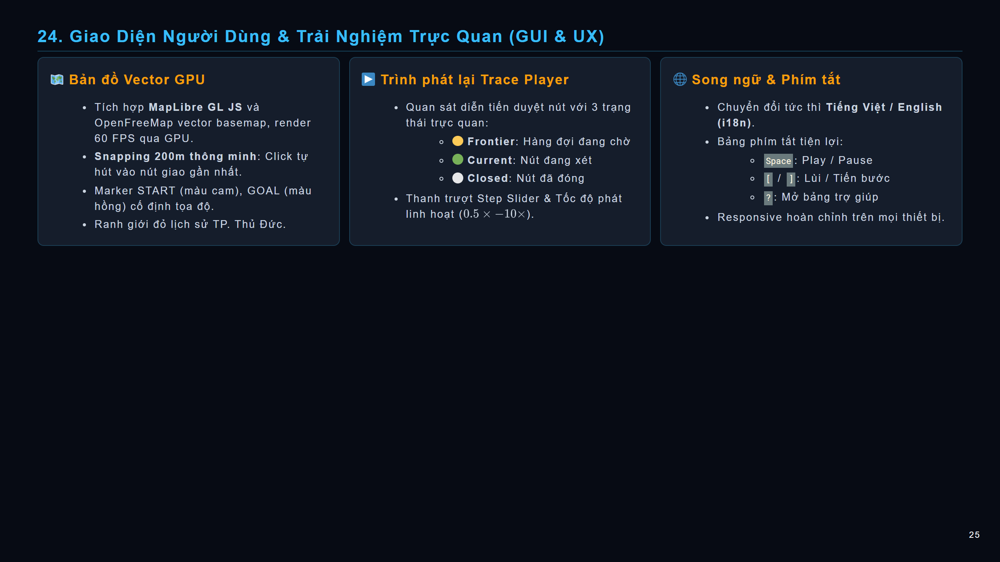 24. Giao Diện Người Dùng & Trải Nghiệm Trực Quan (GUI & UX)
Bản đồ Vector GPU
Tích hợp MapLibre GL JS và
OpenFreeMap vector basemap, render
60 FPS qua GPU.
Snapping 200m thông minh: Click tự
hút vào nút giao gần nhất.
Marker START (màu cam), GOAL (màu
hồng) cố định tọa độ.
Ranh giới đỏ lịch sử TP. Thủ Đức.
Trình phát lại Trace Player
Quan sát diễn tiến duyệt nút với 3 trạng
thái trực quan:
Frontier: Hàng đợi đang chờ
Current: Nút đang xét
Closed: Nút đã đóng
Thanh trượt Step Slider & Tốc độ phát
linh hoạt (0.5 × −10×).
Song ngữ & Phím tắt
Chuyển đổi tức thì Tiếng Việt / English
(i18n).
Bảng phím tắt tiện lợi:
Space: Play / Pause
[ / ]: Lùi / Tiến bước
?: Mở bảng trợ giúp
Responsive hoàn chỉnh trên mọi thiết bị.
25